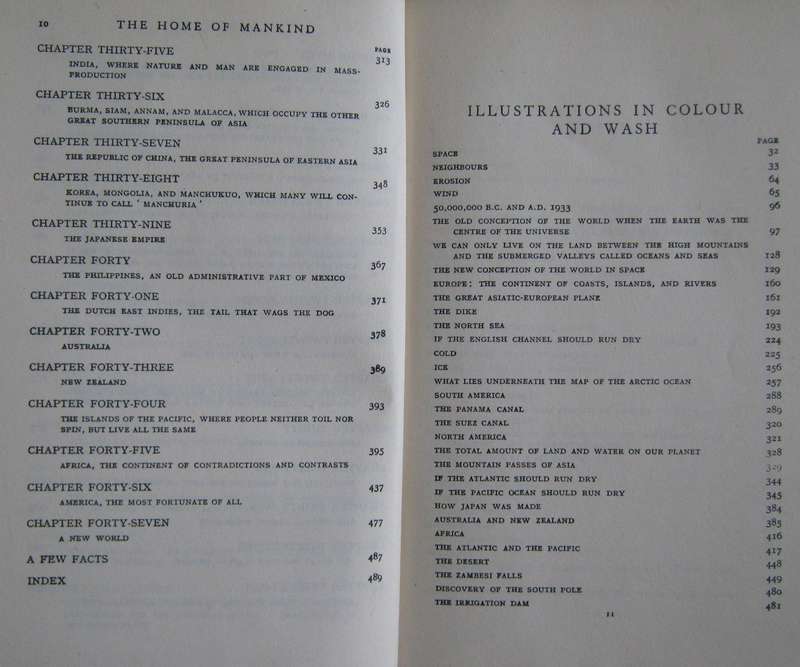 10 THE HOME OF MANKIND
PAGE
CHAPTER THIRTY-FIVE 313
INDIA, WHERE NATURE AND MAN ARE ENGAGED IN MASS-
PRODUCTION
CHAPTER THIRTY-SIX 326
BURMA, SIAM, ANNAM, AND MALACCA, WHICH OCCUPY THE OTHER
GREAT SOUTHERN PENINSULA OF ASIA
CHAPTER THIRTY-SEVEN 331
THE REPUBLIC OF CHINA, THE GREAT PENINSULA OF EASTERN ASIA
CHAPTER THIRTY-EIGHT 348
KOREA, MONGOLIA, AND MANCHUKUO, WHICH MANY WILL CON-
TINUE TO CALL ' MANCHURIA '
CHAPTER THIRTY-NINE 353
THE JAPANESE EMPIRE
CHAPTER FORTY 367
THE PHILIPPINES, AN OLD ADMINISTRATIVE PART OF MEXICO
CHAPTER FORTY-ONE 371
THE DUTCH EAST INDIES, THE TAIL THAT WAGS THE DOG
CHAPTER FORTY-TWO 378
AUSTRALIA
CHAPTER FORTY-THREE 389
NEW ZEALAND
CHAPTER FORTY-FOUR 393
THE ISLANDS OF THE PACIFIC, WHERE PEOPLE NEITHER TOIL NOR
SPIN, BUT LIVE ALL THE SAME
CHAPTER FORTY-FIVE 395
AFRICA, THE CONTINENT OF CONTRADICTIONS AND CONTRASTS
CHAPTER FORTY-SIX 437
AMERICA, THE MOST FORTUNATE OF ALL
CHAPTER FORTY-SEVEN 477
A NEW WORLD
A FEW FACTS 487
INDEX 489
ILLUSTRATIONS IN COLOUR
AND WASH
PAGE
SPACE 32
NEIGHBOURS 33
EROSION 64
WIND 65
50,000,000 B.C. AND A.D. 1933 96
THE OLD CONCEPTION OF THE WORLD WHEN THE EARTH WAS THE
CENTRE OF THE UNIVERSE 97
WE CAN ONLY LIVE ON THE LAND BETWEEN THE HIGH MOUNTAINS
AND THE SUBMERGED VALLEYS CALLED OCEANS AND SEAS 128
THE NEW CONCEPTION OF THE WORLD IN SPACE 129
EUROPE: THE CONTINENT OF COASTS, ISLANDS, AND RIVERS 160
THE GREAT ASIATIC-EUROPEAN PLANE 161
THE DIKE 192
THE NORTH SEA 193
IF THE ENGLISH CHANNEL SHOULD RUN DRY 224
COLD 225
ICE 256
WHAT LIES UNDERNEATH THE MAP OF THE ARCTIC OCEAN 257
SOUTH AMERICA 288
THE PANAMA CANAL 289
THE SUEZ CANAL 320
NORTH AMERICA 321
THE TOTAL AMOUNT OF LAND AND WATER ON OUR PLANET 328
THE MOUNTAIN PASSES OF ASIA 329
IF THE ATLANTIC SHOULD RUN DRY 344
IF THE PACIFIC OCEAN SHOULD RUN DRY 345
HOW JAPAN WAS MADE 384
AUSTRALIA AND NEW ZEALAND 385
AFRICA 416
THE ATLANTIC AND THE PACIFIC 417
THE DESERT 448
THE ZAMBESI FALLS 449
DISCOVERY OF THE SOUTH POLE 480
THE IRRIGATION DAM 481
11